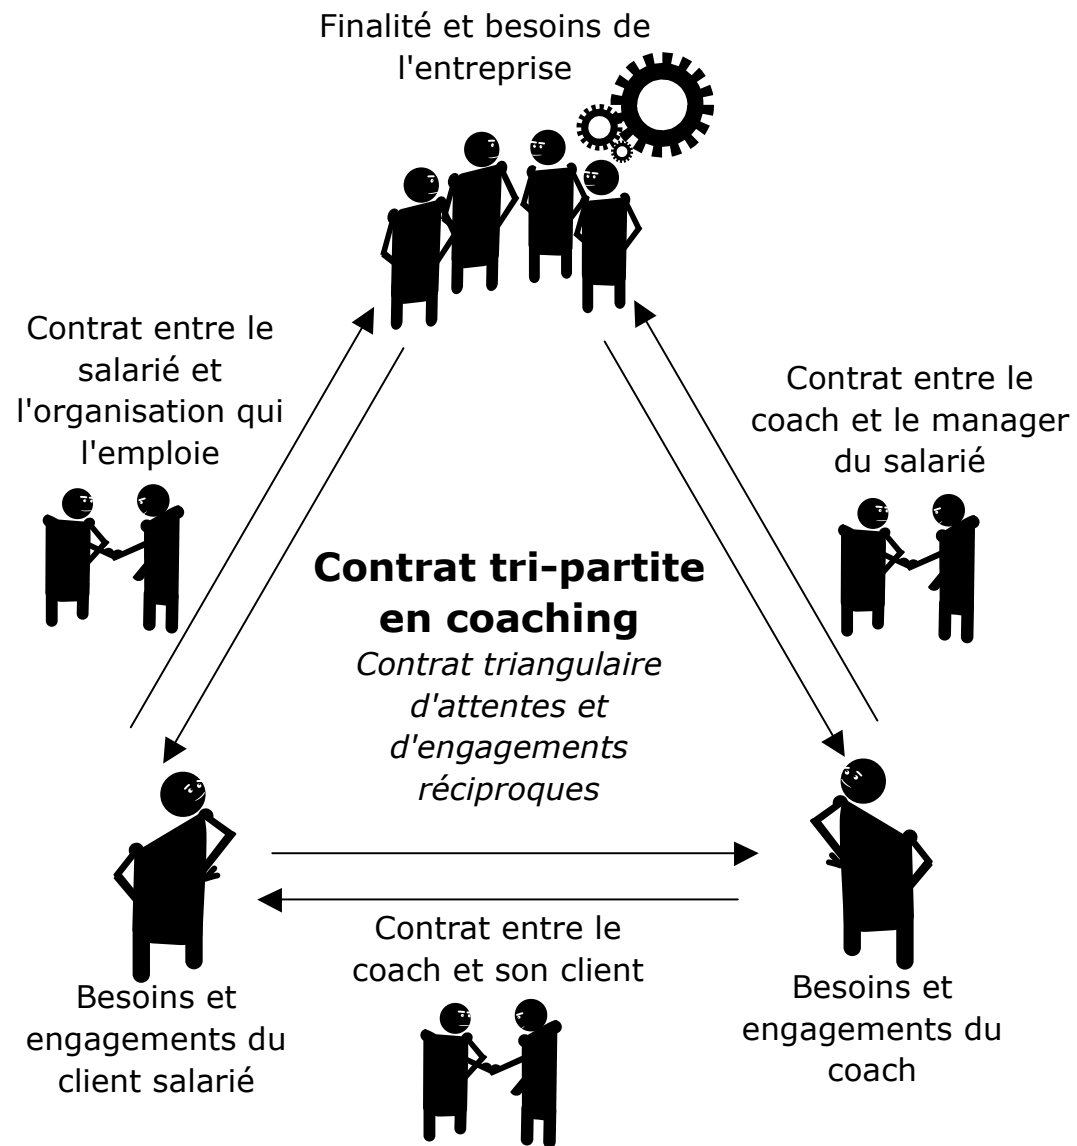 Finalité et besoins de
l'entreprise
Contrat entre le
salarié et
l'organisation qui
l'emploie
Contrat entre le
coach et le manager
du salarié
Contrat tri-partite
en coaching
Contrat triangulaire
d'attentes et
d'engagements
réciproques
Contrat entre le
coach et son client
Besoins et
engagements du
client salarié
Besoins et
engagements du
coach